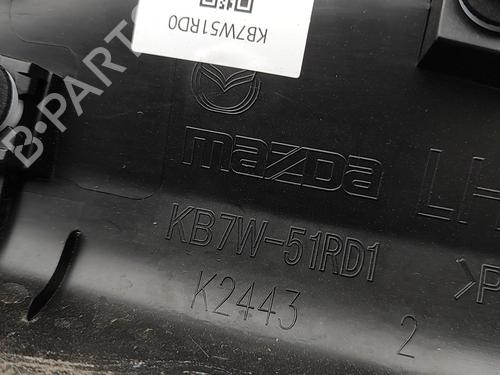 KB7W51RD0
B-PARTS
mazda
LH
KB7W-51RD1
>P
K2443
2